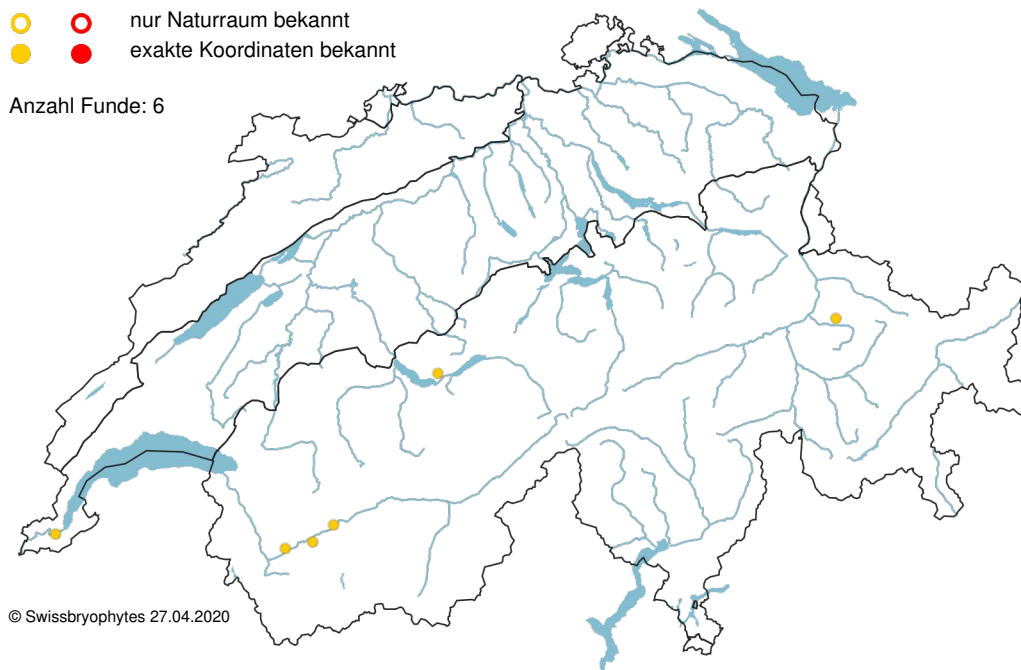 nur Naturraum bekannt
exakte Koordinaten bekannt
Anzahl Funde: 6
© Swissbryophytes 27.04.2020